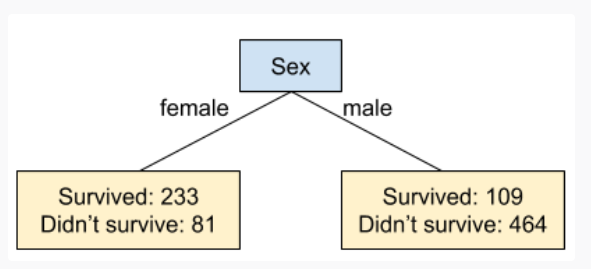 Sex
female
male
Survived: 233
Didn’t survive: 81
Survived: 109
Didn’t survive: 464